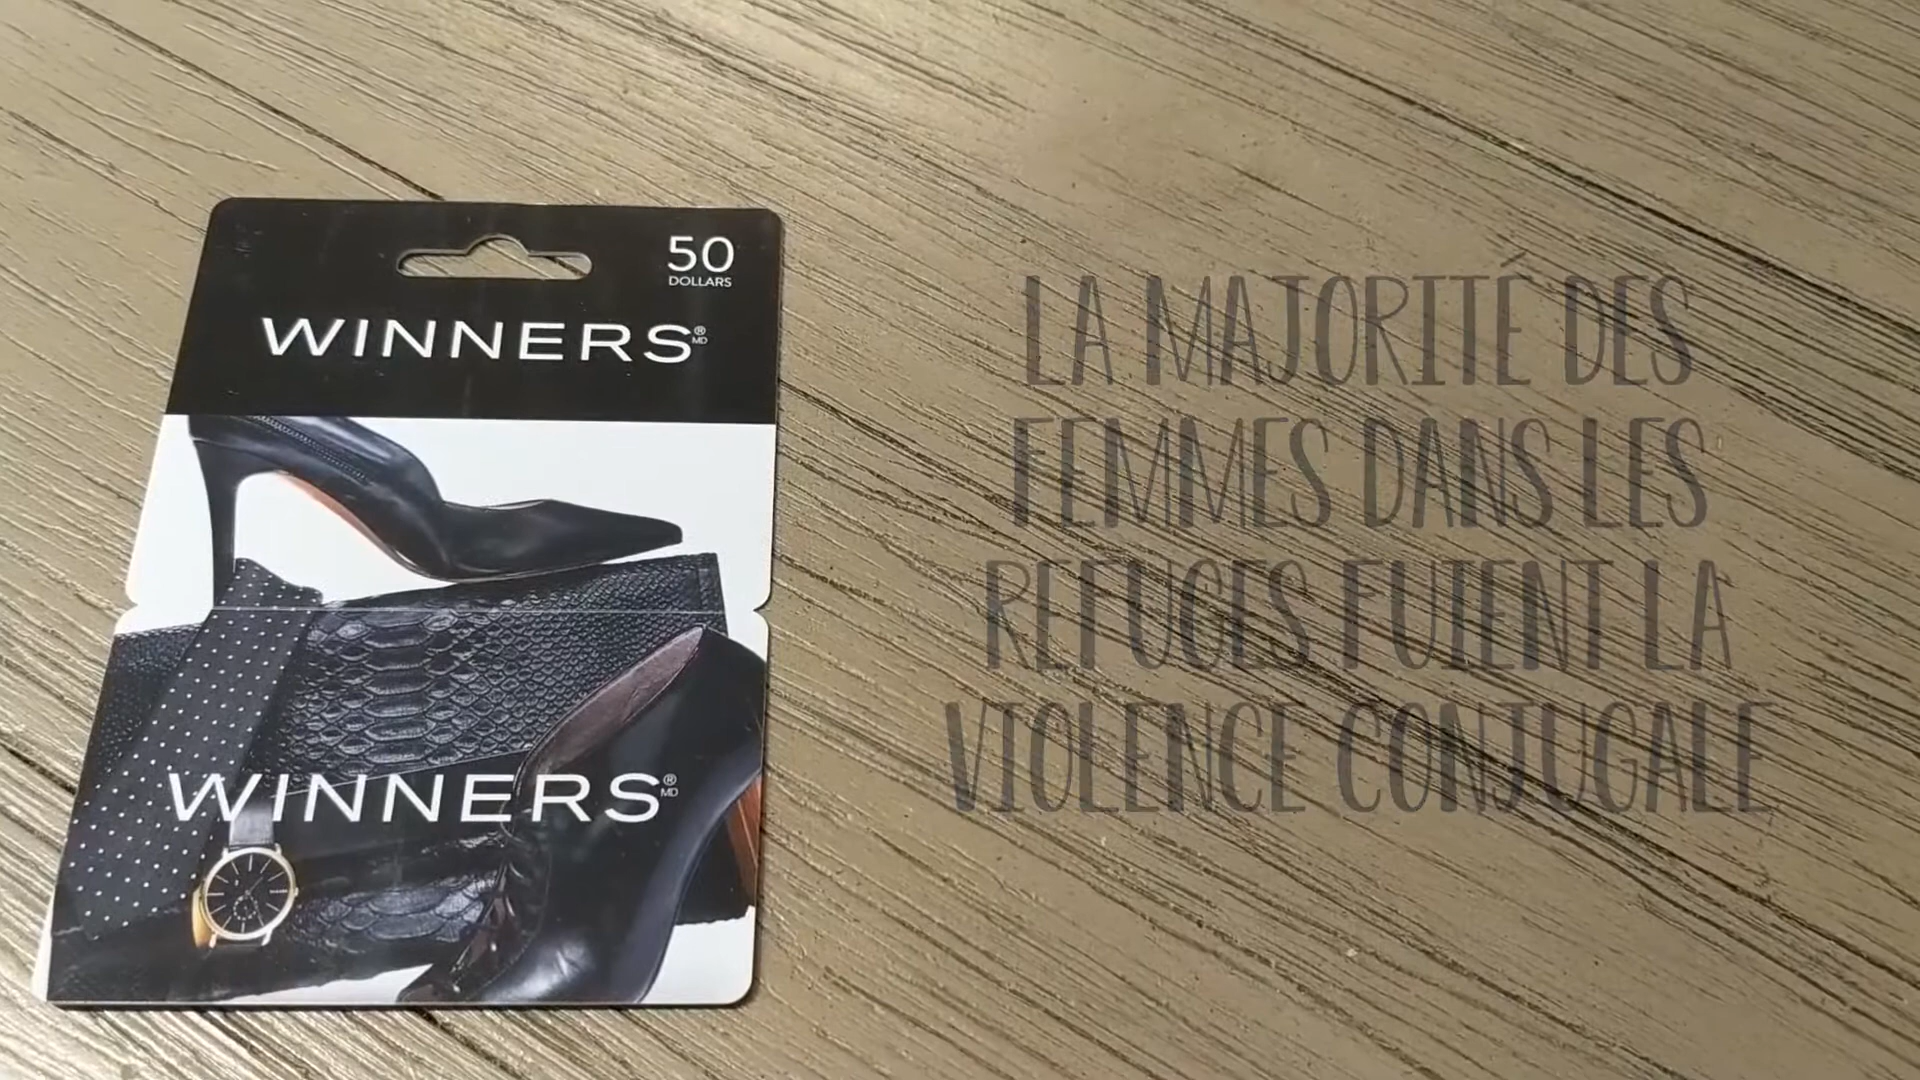 50
DOLLARS
WINNERS®
MD
WINNERS®
MD
LA MAJORITÉ DES
FEMMES DANS LES
REFUGES FUIENT LA
VIOLENCE CONJUGALE